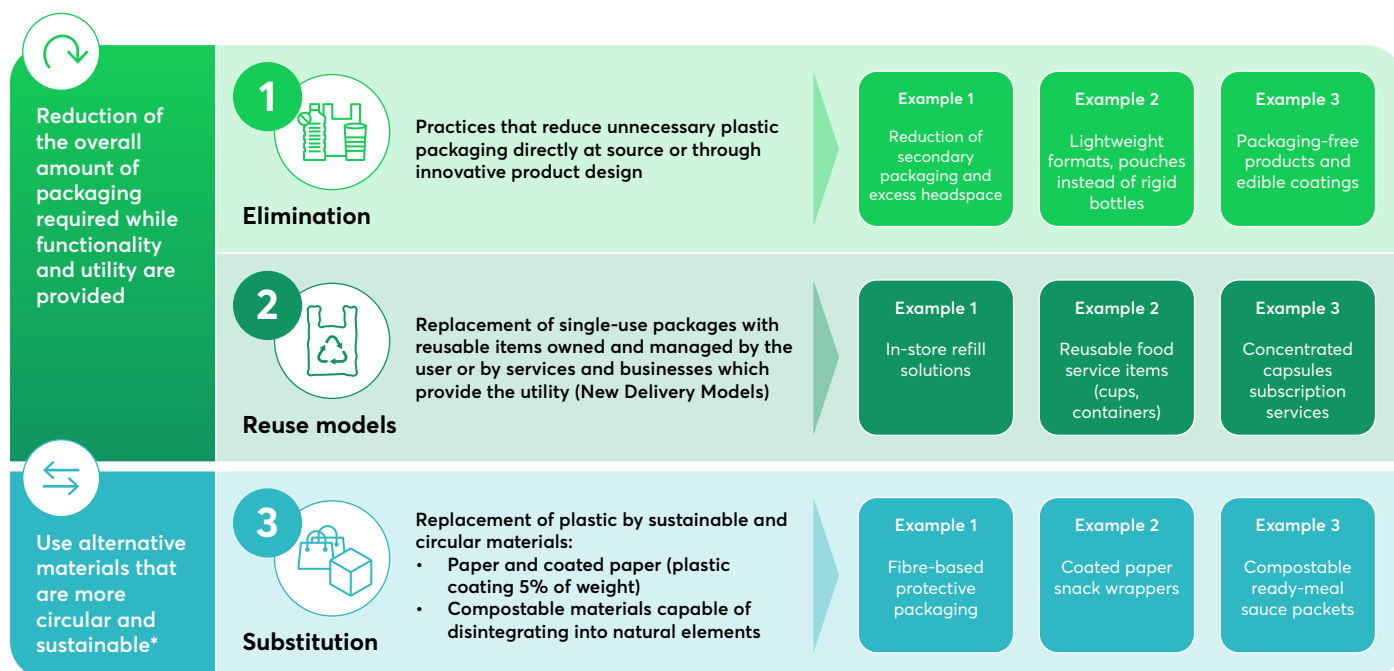 Reduction of
the overall
amount of
packaging
required while
functionality
and utility are
provided
1
Elimination
Practices that reduce unnecessary plastic
packaging directly at source or through
innovative product design
Example 1
Reduction of
secondary
packaging and
excess headspace
Example 2
Lightweight
formats, pouches
instead of rigid
bottles
Example 3
Packaging-free
products and
edible coatings
2
Reuse models
Replacement of single-use packages with
reusable items owned and managed by the
user or by services and businesses which
provide the utility (New Delivery Models)
Example 1
In-store refill
solutions
Example 2
Reusable food
service items
(cups,
containers)
Example 3
Concentrated
capsules
subscription
services
Use alternative
materials that
are more
circular and
sustainable*
3
Substitution
Replacement of plastic by sustainable and
circular materials:
• Paper and coated paper (plastic
coating 5% of weight)
• Compostable materials capable of
disintegrating into natural elements
Example 1
Fibre-based
protective
packaging
Example 2
Coated paper
snack wrappers
Example 3
Compostable
ready-meal
sauce packets